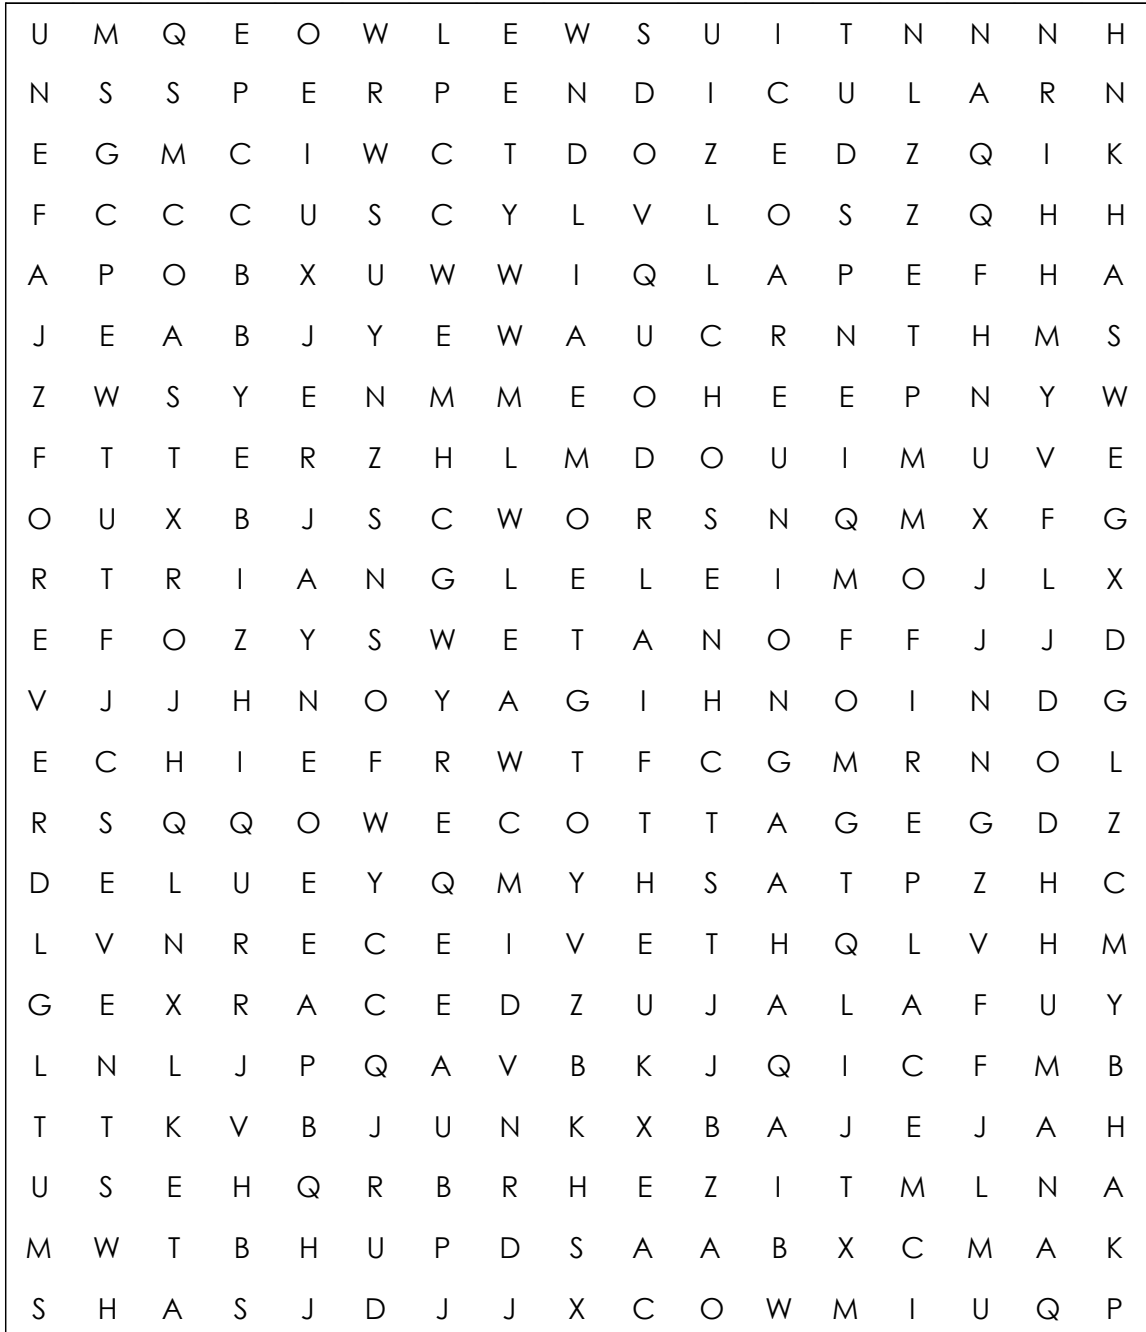 U M Q E O W L E W S U I T N N N H
N S S P E R P E N D I C U L A R N
E G M C I W C T D O Z E D Z Q I K
F C C C U S C Y L V L O S Z Q H H
A P O B X U W W I Q L A P E F H A
J E A B J Y E W A U C R N T H M S
Z W S Y E N M M E O H E E P N Y W
F T T E R Z H L M D O U I M U V E
O U X B J S C W O R S N Q M X F G
R T R I A N G L E L E I M O J L X
E F O Z Y S W E T A N O F F J J D
V J J H N O Y A G I H N O I N D G
E C H I E F R W T F C G M R N O L
R S Q Q O W E C O T T A G E G D Z
D E L U E Y Q M Y H S A T P Z H C
L V N R E C E I V E T H Q L V H M
G E X R A C E D Z U J A L A F U Y
L N L J P Q A V B K J Q I C F M B
T T K V B J U N K X B A J E J A H
U S E H Q R B R H E Z I T M L N A
M W T B H U P D S A A B X C M A K
S H A S J D J J X C O W M I U Q P